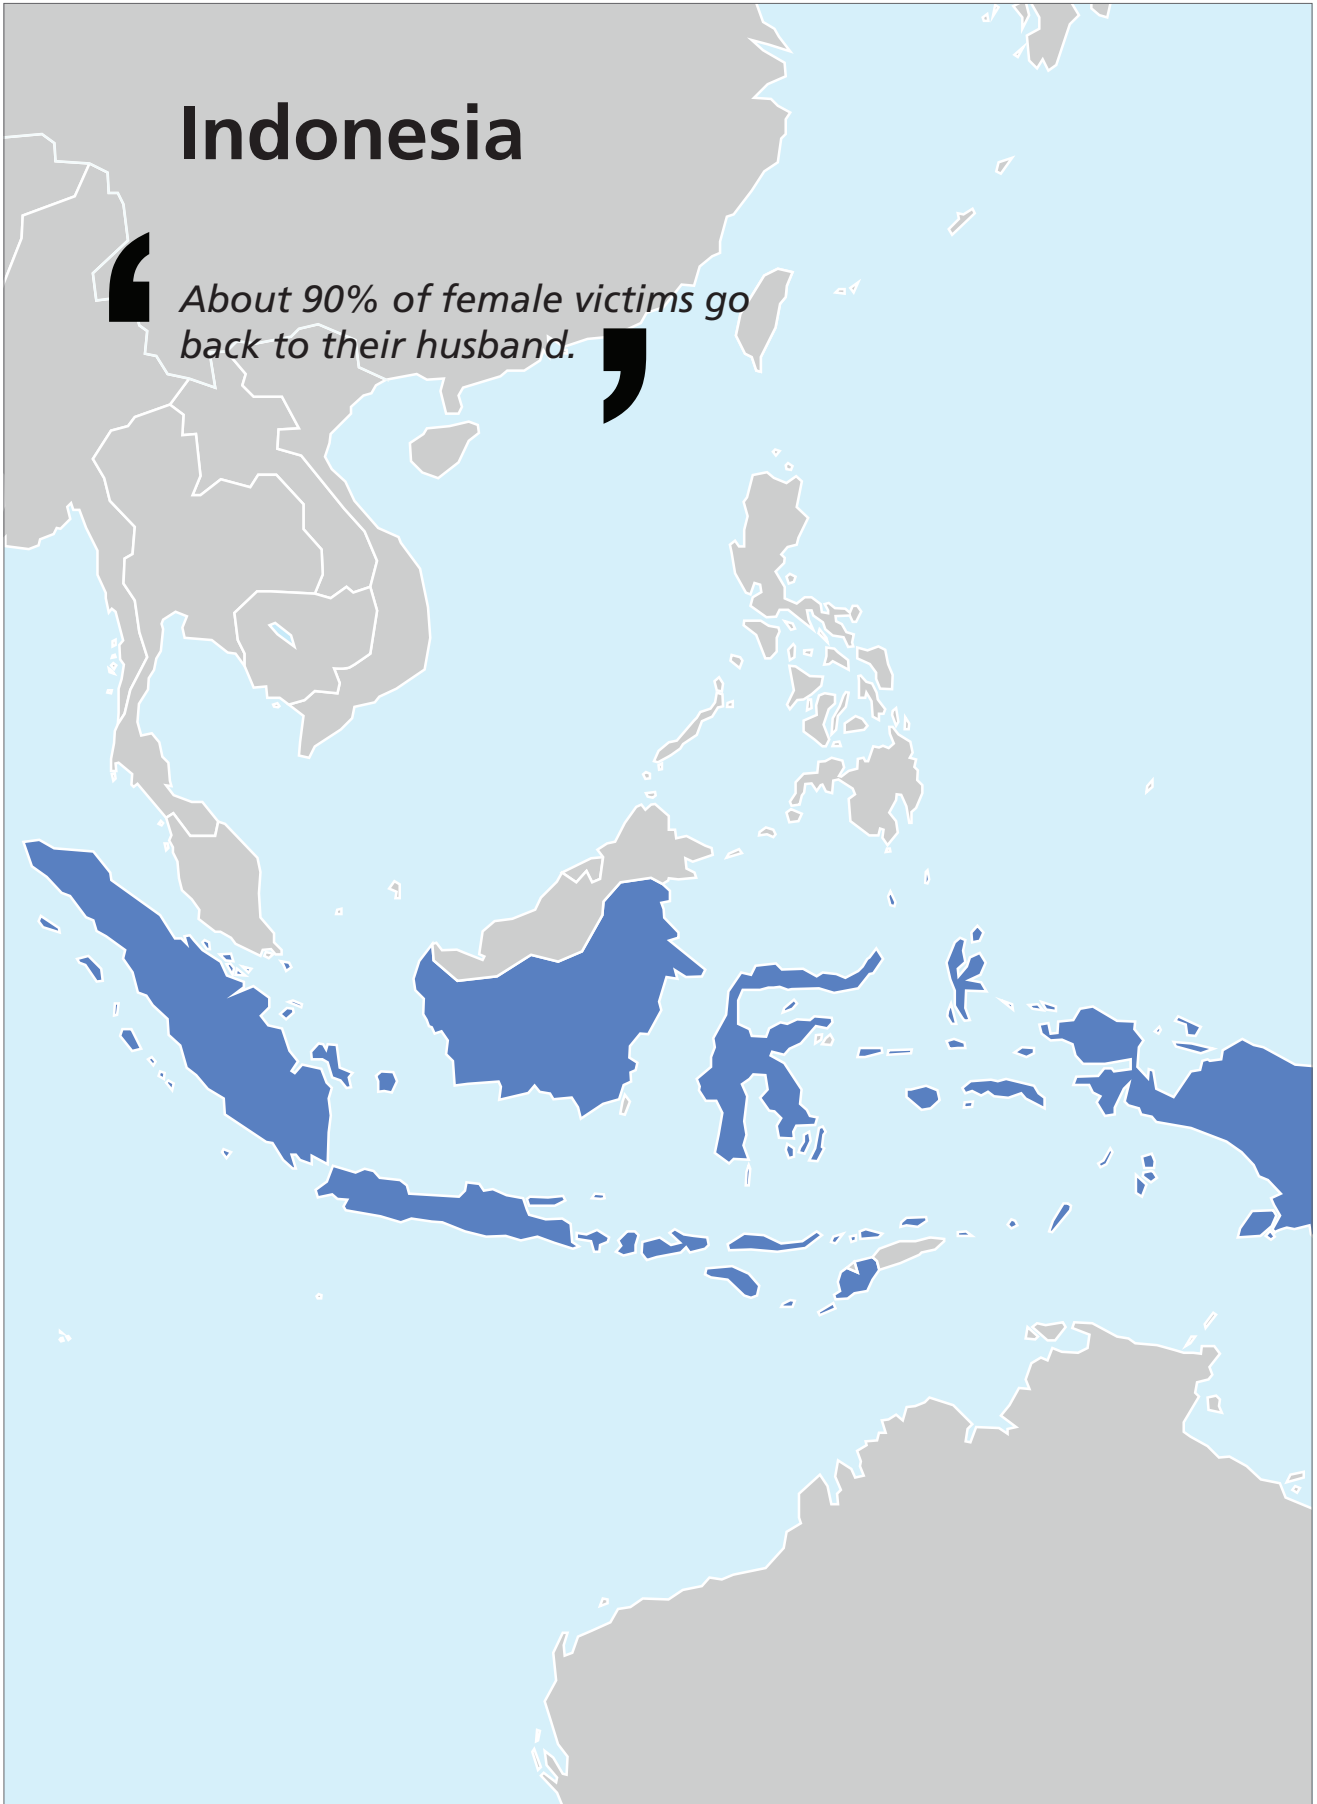 Indonesia
‘
About 90% of female victims go
back to their husband. ’